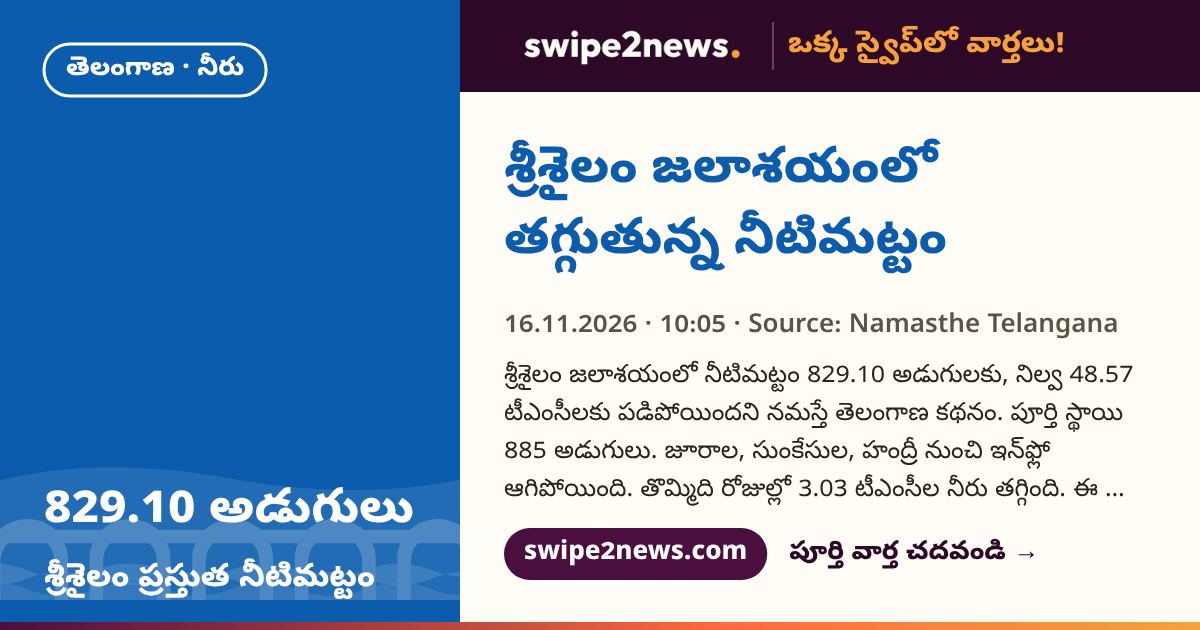 తెలంగాణ · నీరు
829.10 అడుగులు
శ్రీశైలం ప్రస్తుత నీటిమట్టం
swipe2news.
ఒక్క స్వైప్‌లో వార్తలు!
శ్రీశైలం జలాశయంలో
తగ్గుతున్న నీటిమట్టం
16.11.2026 · 10:05 · Source: Namasthe Telangana
శ్రీశైలం జలాశయంలో నీటిమట్టం 829.10 అడుగులకు, నిల్వ 48.57
టీఎంసీలకు పడిపోయిందని నమస్తే తెలంగాణ కథనం. పూర్తి స్థాయి
885 అడుగులు. జూరాల, సుంకేసుల, హంద్రీ నుంచి ఇన్‌ఫ్లో
ఆగిపోయింది. తొమ్మిది రోజుల్లో 3.03 టీఎంసీల నీరు తగ్గింది. ఈ ...
swipe2news.com
పూర్తి వార్త చదవండి →